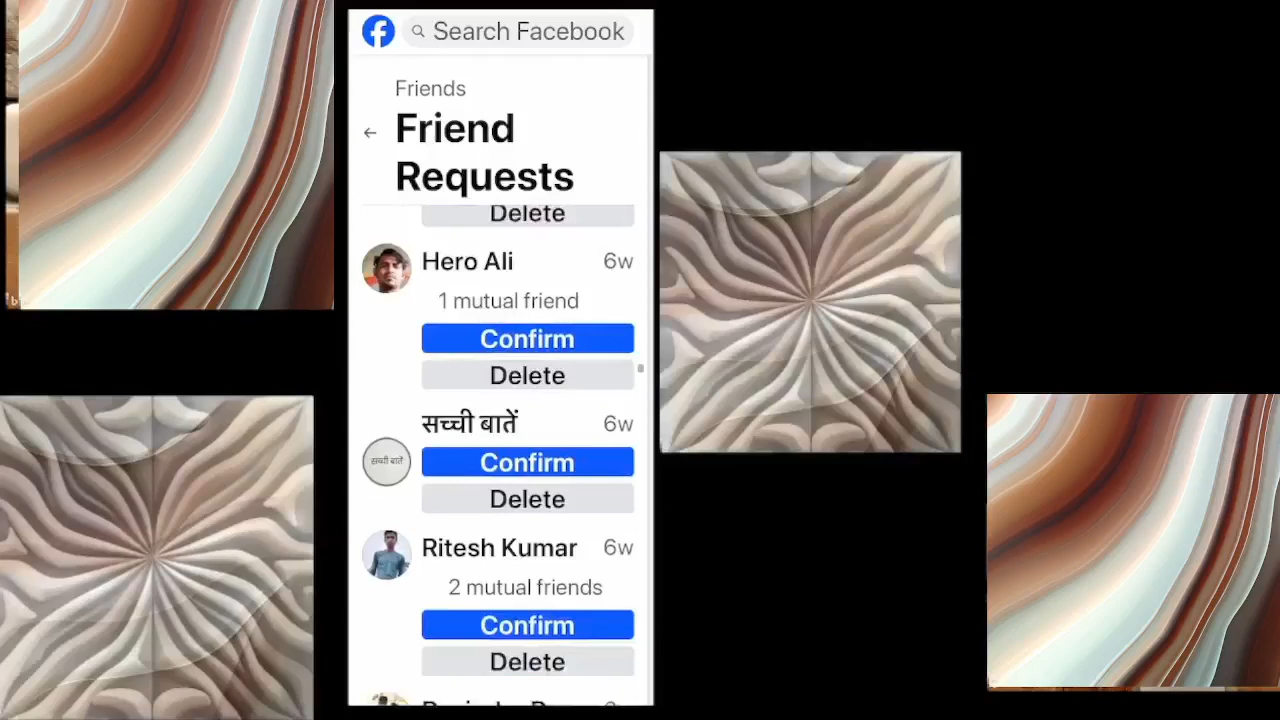 Search Facebook
Friends
Friend
Requests
Delete
Hero Ali 6w
1 mutual friend
Confirm
Delete
सच्ची बातें 6w
सच्ची बातें
Confirm
Delete
Ritesh Kumar 6w
2 mutual friends
Confirm
Delete